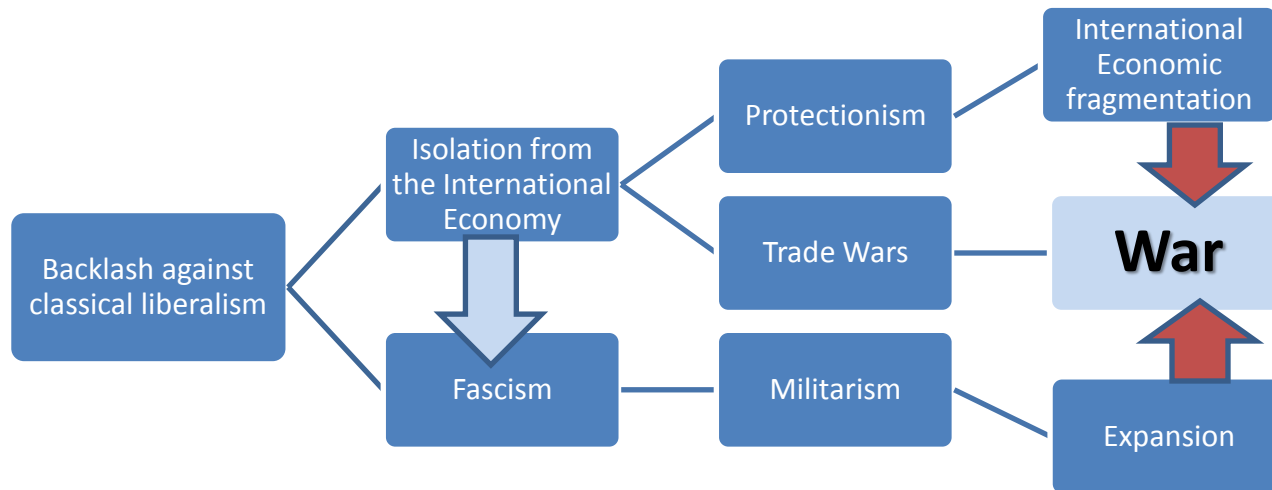 International
Economic
fragmentation
Protectionism
Isolation from
the International
Economy
Backlash against
classical liberalism
Trade Wars
War
Fascism
Militarism
Expansion